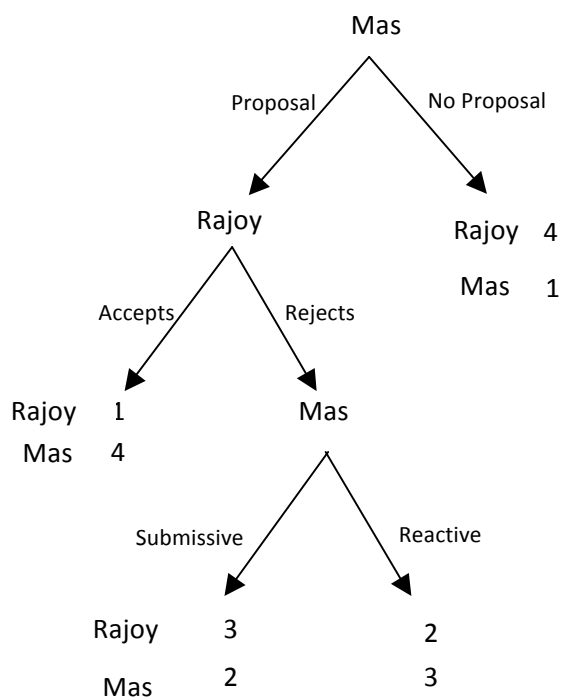 Mas
Proposal No Proposal
Rajoy
Rajoy 4
Mas 1
Accepts Rejects
Rajoy 1
Mas 4
Mas
Submissive Reactive
Rajoy 3 2
Mas 2 3